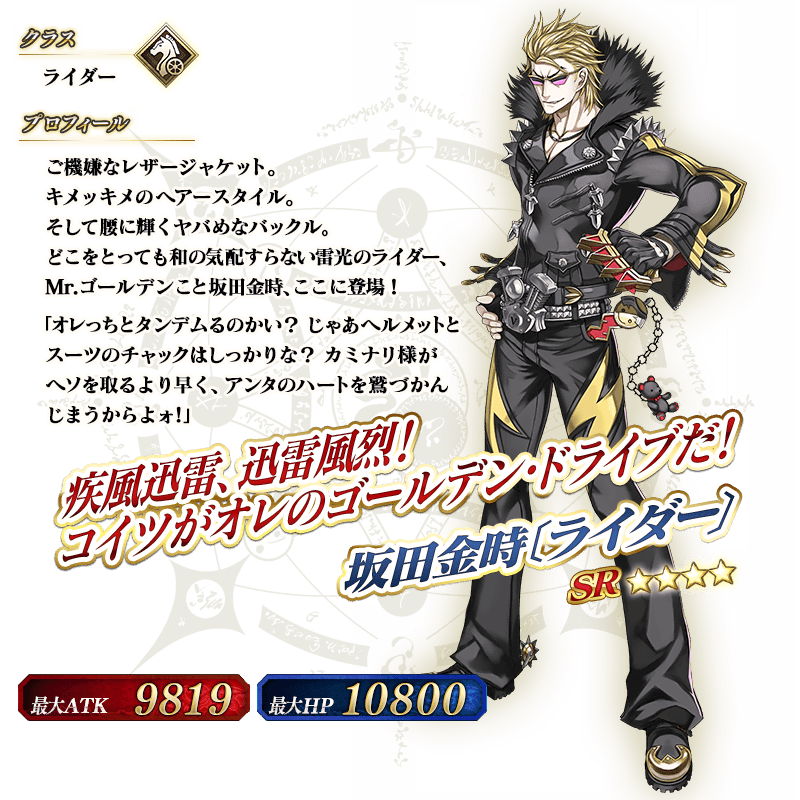 クラス
ライダー
プロフィール
ご機嫌なレザージャケット。
キメッキメのヘアースタイル。
そして腰に輝くヤバめなバックル。
どこをとっても和の気配すらない雷光のライダー、
Mr.ゴールデンこと坂田金時、ここに登場！
「オレっちとタンデムるのかい？ じゃあヘルメットと
スーツのチャックはしっかりな？ カミナリ様が
ヘソを取るより早く、アンタのハートを鷲づかん
じまうからよォ！」
疾風迅雷、迅雷風烈！
コイツがオレのゴールデン・ドライブだ！
坂田金時〔ライダー〕
SR
最大ATK 9819
最大HP 10800